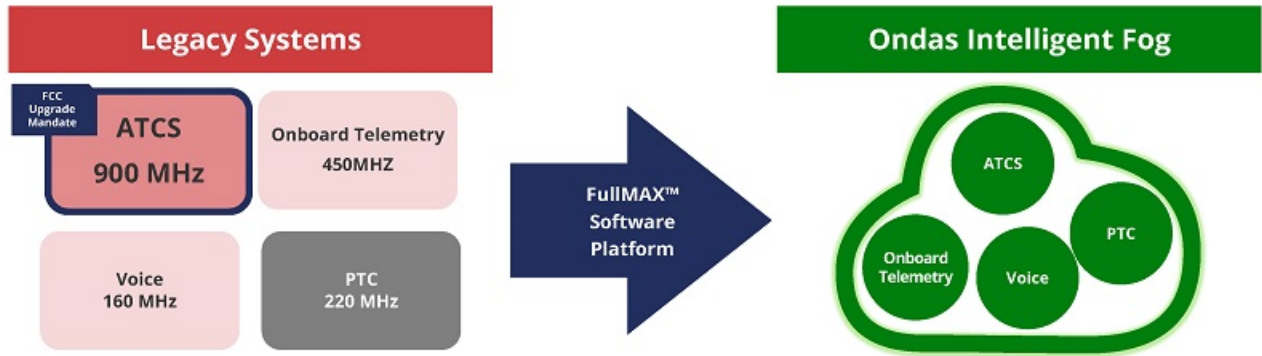 Legacy Systems
FCC
Upgrade
Mandate
ATCS
900 MHz
Onboard Telemetry
450MHZ
Voice
160 MHz
PTC
220 MHz
FullMAX™
Software
Platform
Ondas Intelligent Fog
ATCS
PTC
Onboard
Telemetry
Voice